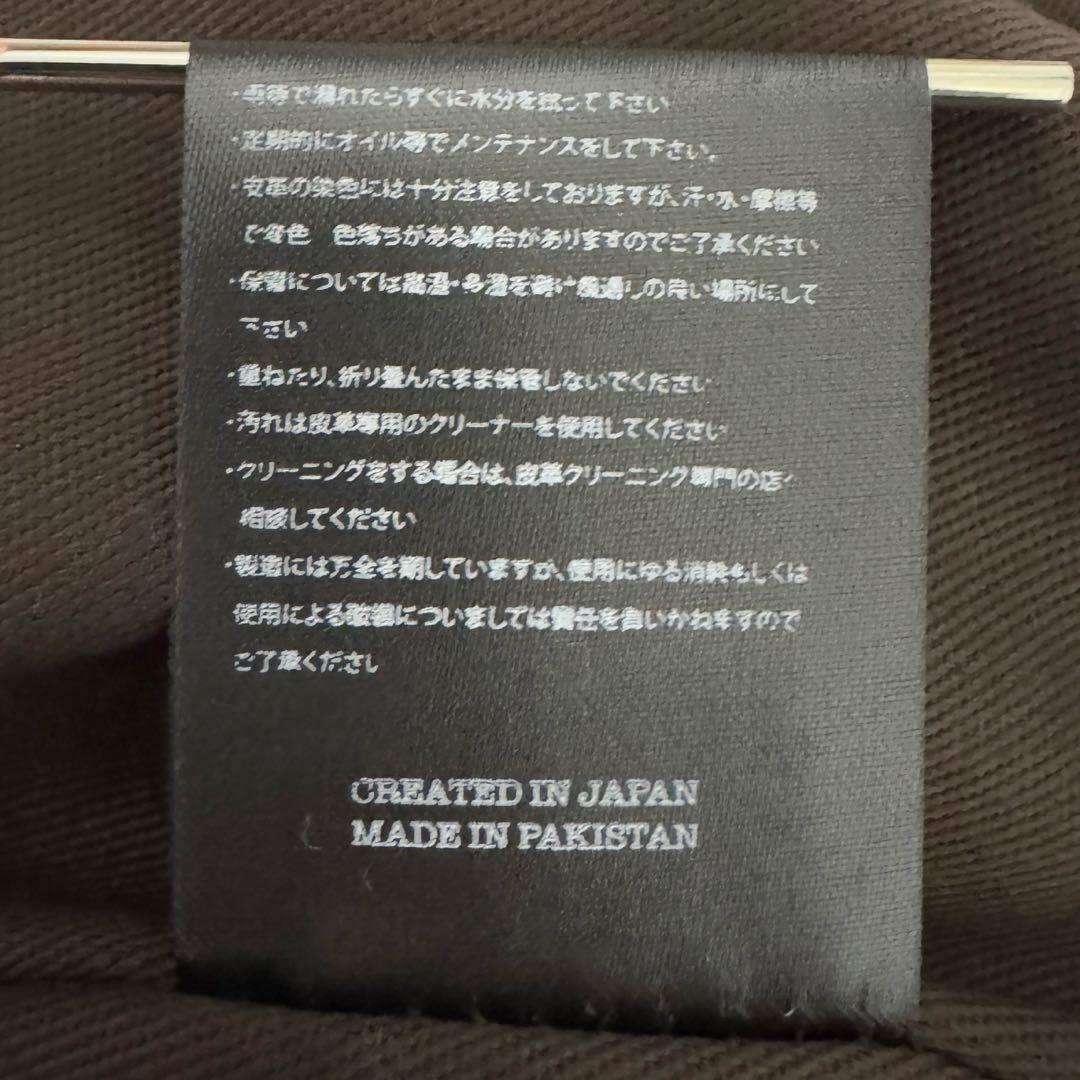 ・雨等で濡れたらすぐに水分を拭って下さい
・定期的にオイル等でメンテナンスをして下さい。
・皮革の染色には十分注意をしておりますが、汗・水・摩擦等
で変色　色落ちがある場合がありますのでご了承ください
・保管については高温・多湿を避け風通しの良い場所にして
下さい
・重ねたり、折り畳んだまま保管しないでください
・汚れは皮革専用のクリーナーを使用してください
・クリーニングをする場合は、皮革クリーニング専門の店
相談してください
・製造には万全を期していますが、使用にゆる消耗もしくは
使用による破損についましては責任を負いかねますので
ご了承ください
CREATED IN JAPAN
MADE IN PAKISTAN